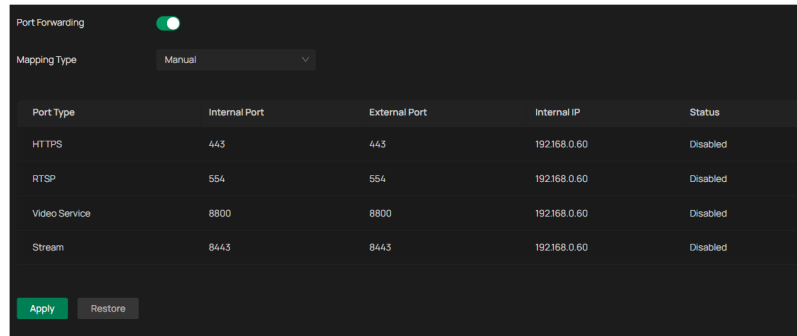 Port Forwarding
Mapping Type Manual
Port Type Internal Port External Port Internal IP Status
HTTPS 443 443 192.168.0.60 Disabled
RTSP 554 554 192.168.0.60 Disabled
Video Service 8800 8800 192.168.0.60 Disabled
Stream 8443 8443 192.168.0.60 Disabled
Apply Restore